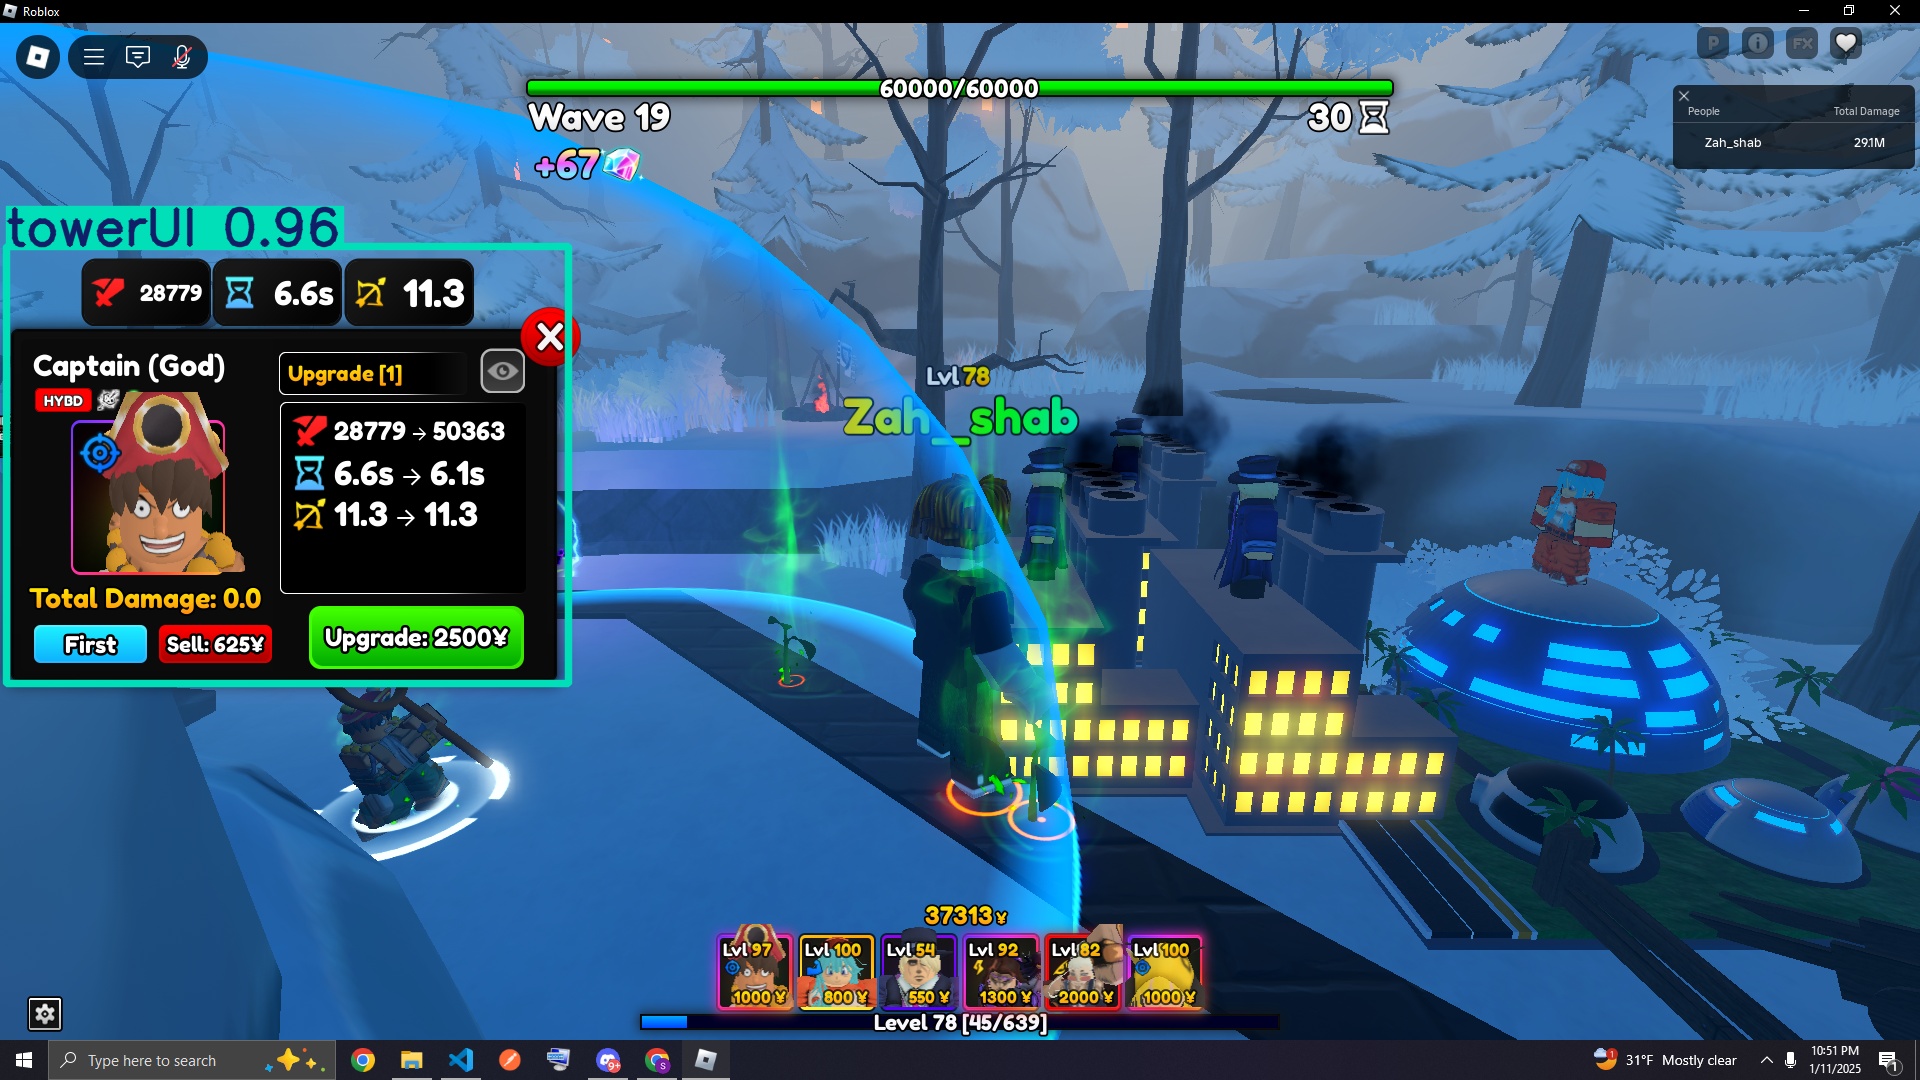 Roblox
60000/60000
Wave 19
30
+67
P
FX
People
Total Damage
Zah_shab
29.1M
towerUI 0.96
28779
6.6s
11.3
Captain (God)
HYBD
Upgrade [1]
28779 → 50363
6.6s → 6.1s
11.3 → 11.3
Total Damage: 0.0
First
Sell: 625¥
Upgrade: 2500¥
Lvl 78
Zah_shab
37313¥
Lvl 97
Lvl 100
Lvl 54
Lvl 92
Lvl 82
Lvl 100
1000 ¥
800 ¥
550 ¥
1300 ¥
2000 ¥
1000 ¥
Level 78 [45/639]
Type here to search
9+
S
1
31°F Mostly clear
10:51 PM
1/11/2025
1